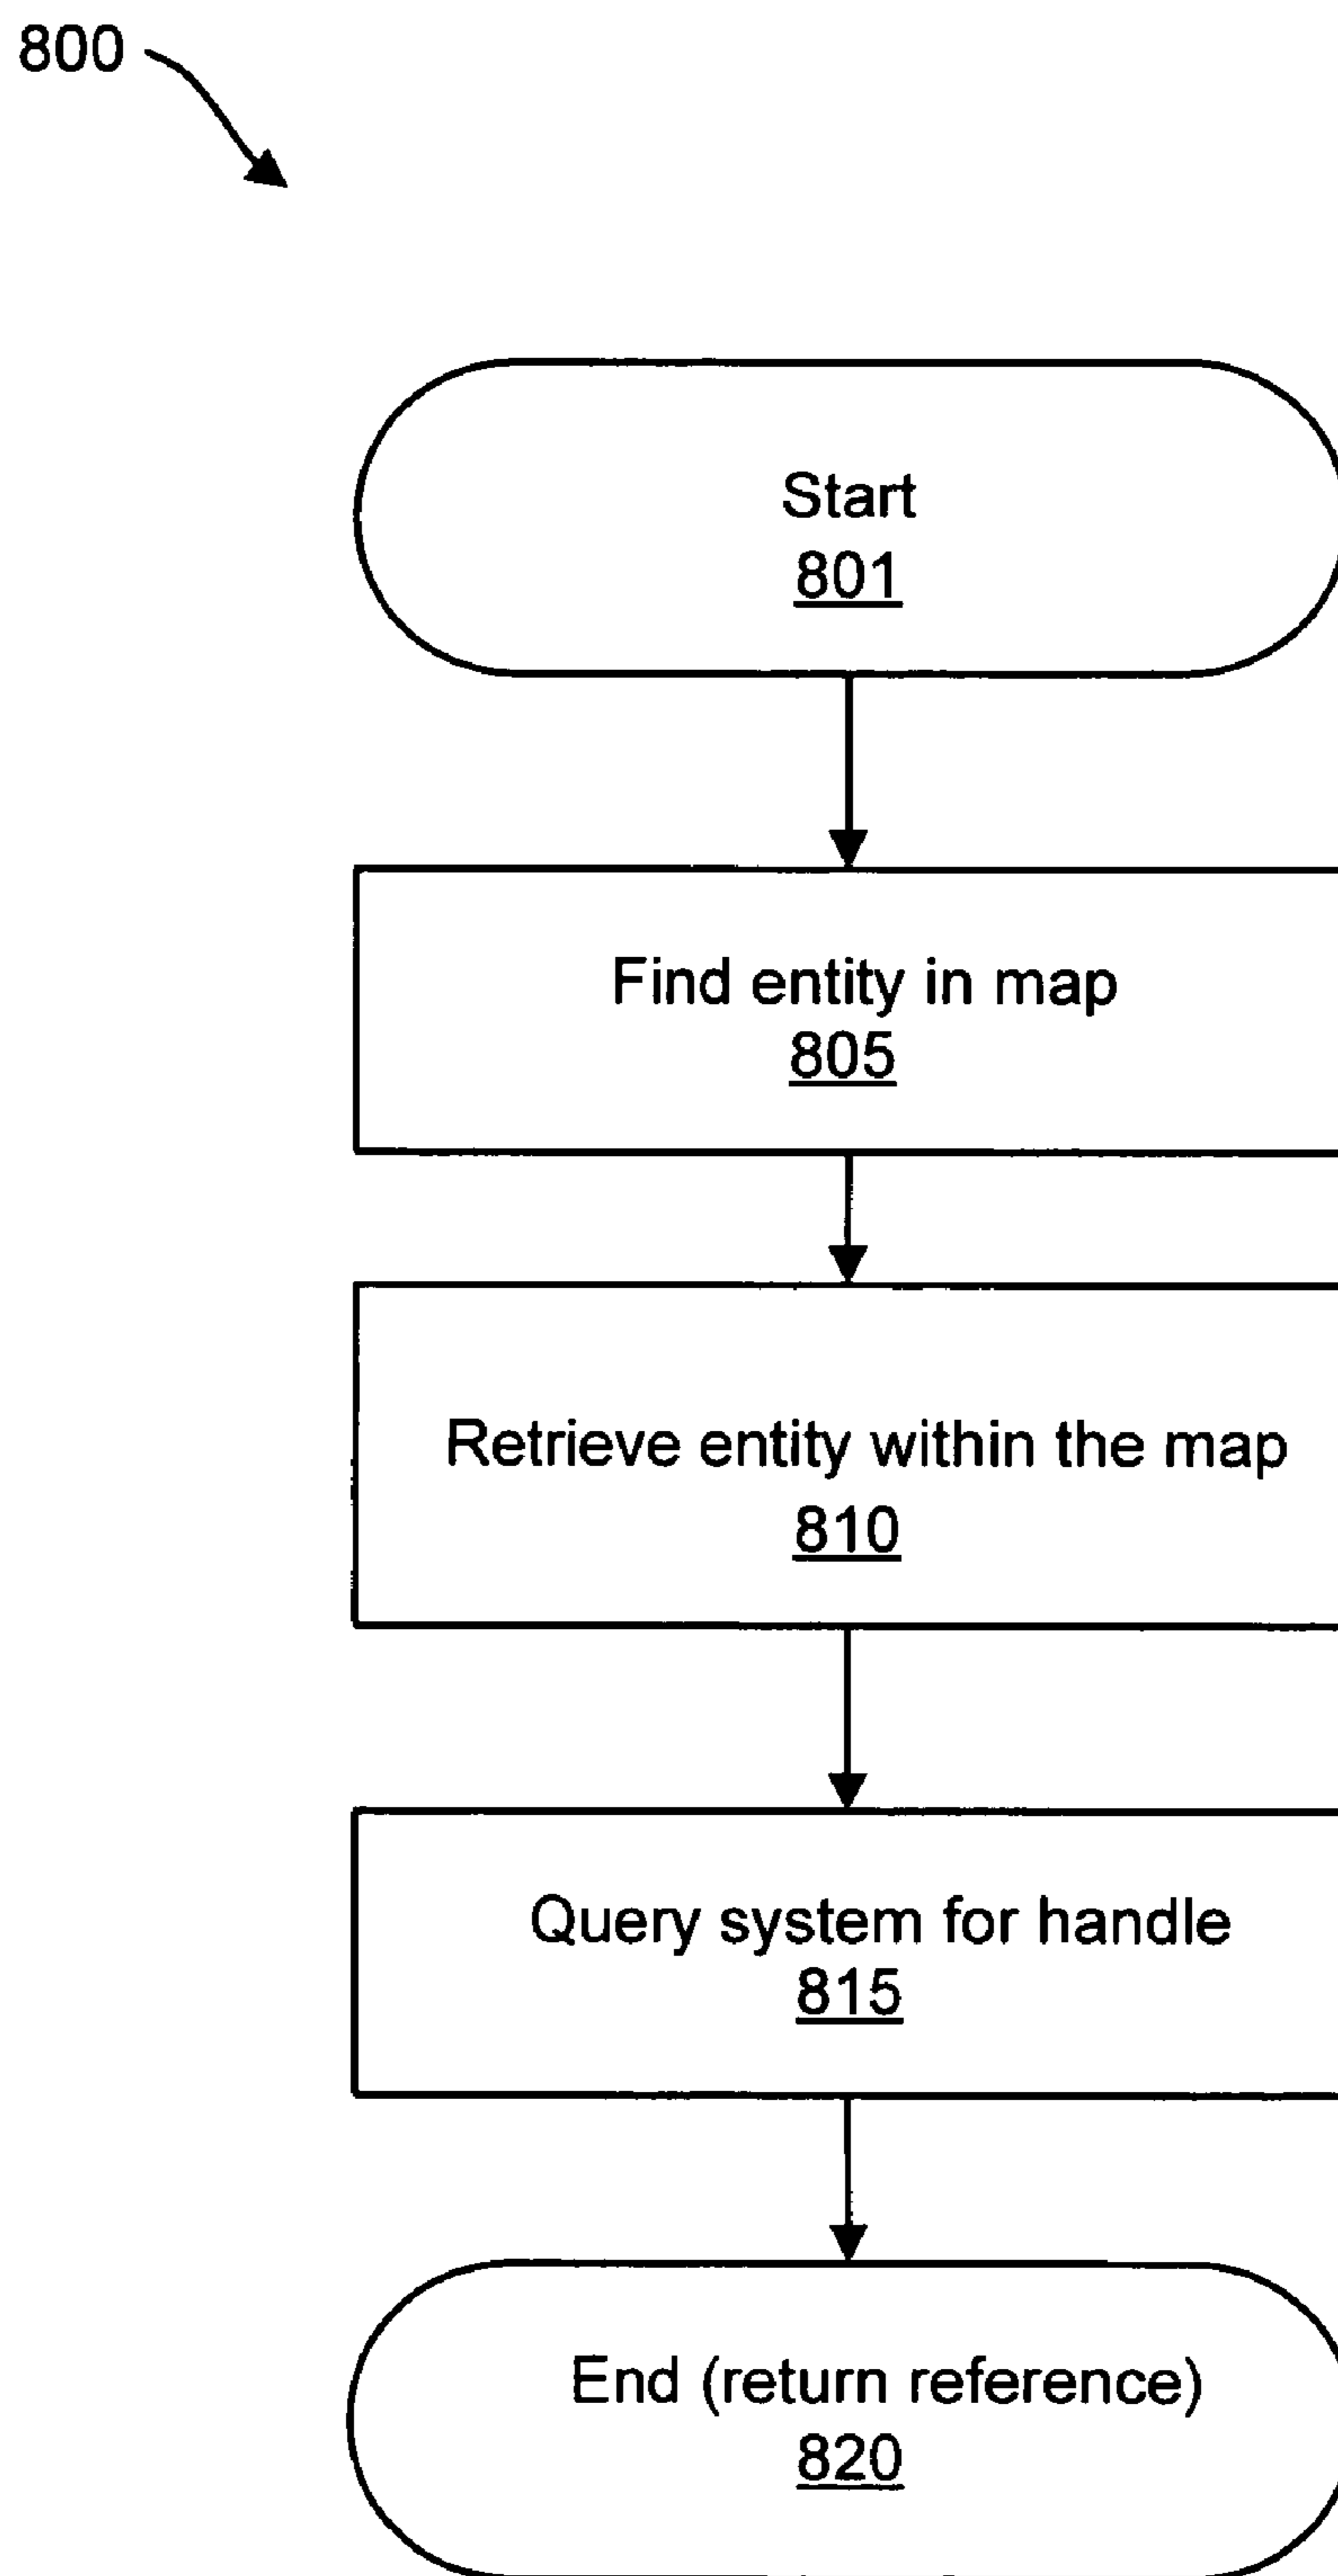 800
Start
801
Find entity in map
805
Retrieve entity within the map
810
Query system for handle
815
End (return reference)
820